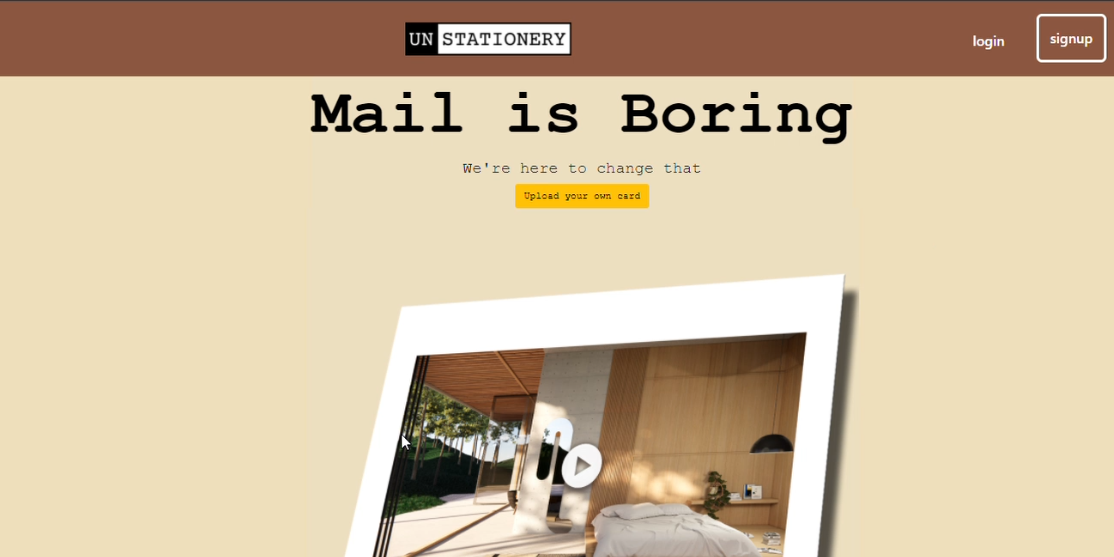 UN STATIONERY
login
signup
Mail is Boring
We're here to change that
Upload your own card